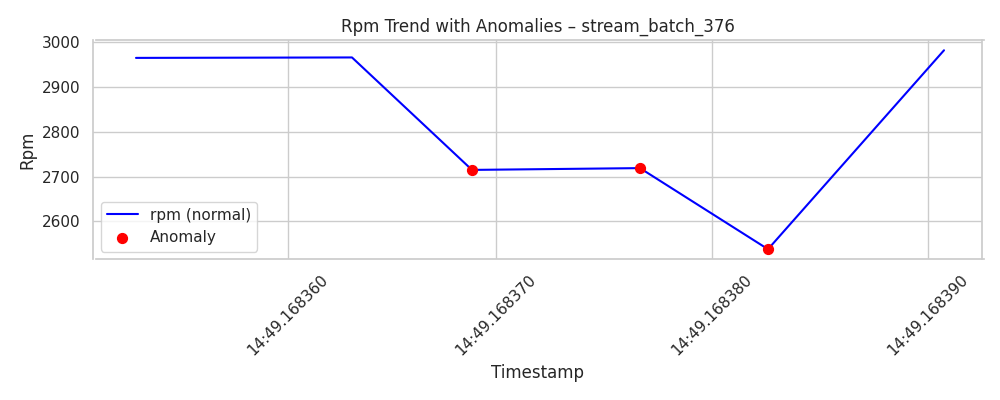 Rpm Trend with Anomalies – stream_batch_376
3000
2900
2800
2700
2600
Rpm
rpm (normal)
Anomaly
14:49.168360
14:49.168370
14:49.168380
14:49.168390
Timestamp